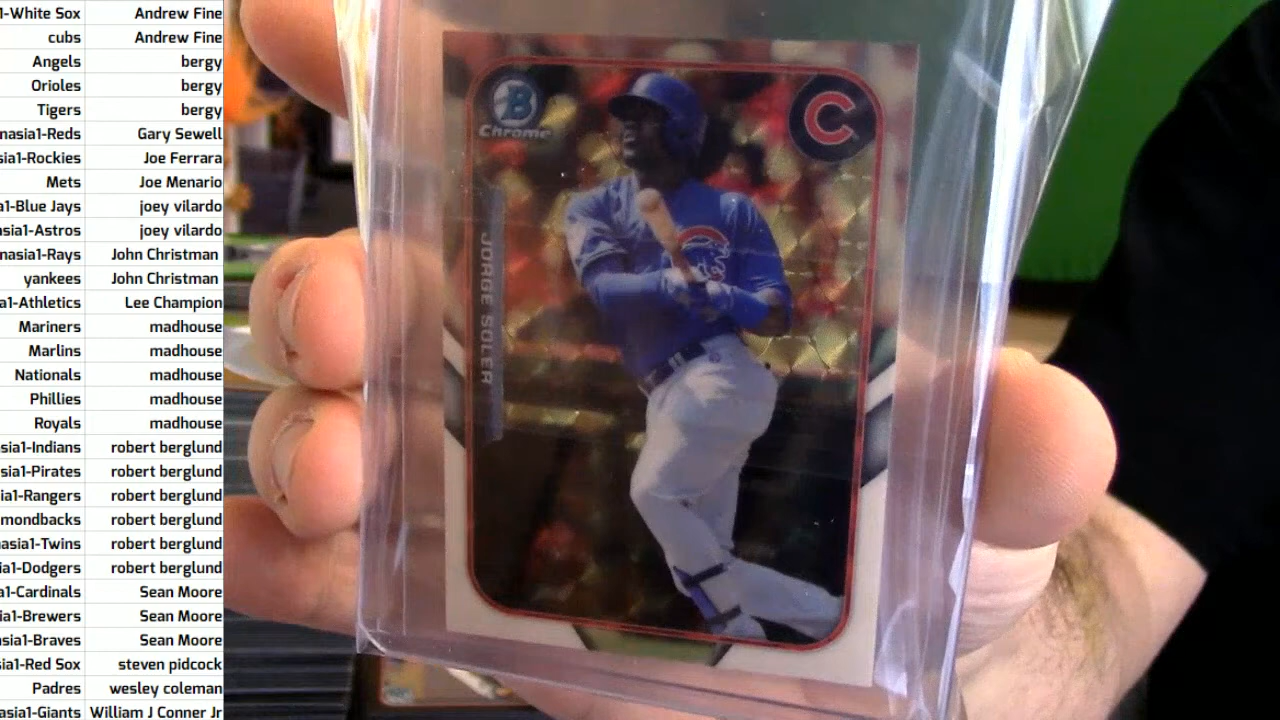 1-White Sox Andrew Fine
cubs Andrew Fine
Angels bergy
Orioles bergy
Tigers bergy
nasia1-Reds Gary Sewell
sia1-Rockies Joe Ferrara
Mets Joe Menario
a1-Blue Jays joey vilardo
asia1-Astros joey vilardo
nasia1-Rays John Christman
yankees John Christman
a1-Athletics Lee Champion
Mariners madhouse
Marlins madhouse
Nationals madhouse
Phillies madhouse
Royals madhouse
sia1-Indians robert berglund
sia1-Pirates robert berglund
ia1-Rangers robert berglund
mondbacks robert berglund
asia1-Twins robert berglund
sia1-Dodgers robert berglund
a1-Cardinals Sean Moore
ia1-Brewers Sean Moore
asia1-Braves Sean Moore
sia1-Red Sox steven pidcock
Padres wesley coleman
asia1-Giants William J Conner Jr
B
Chrome
C
JORGE SOLER